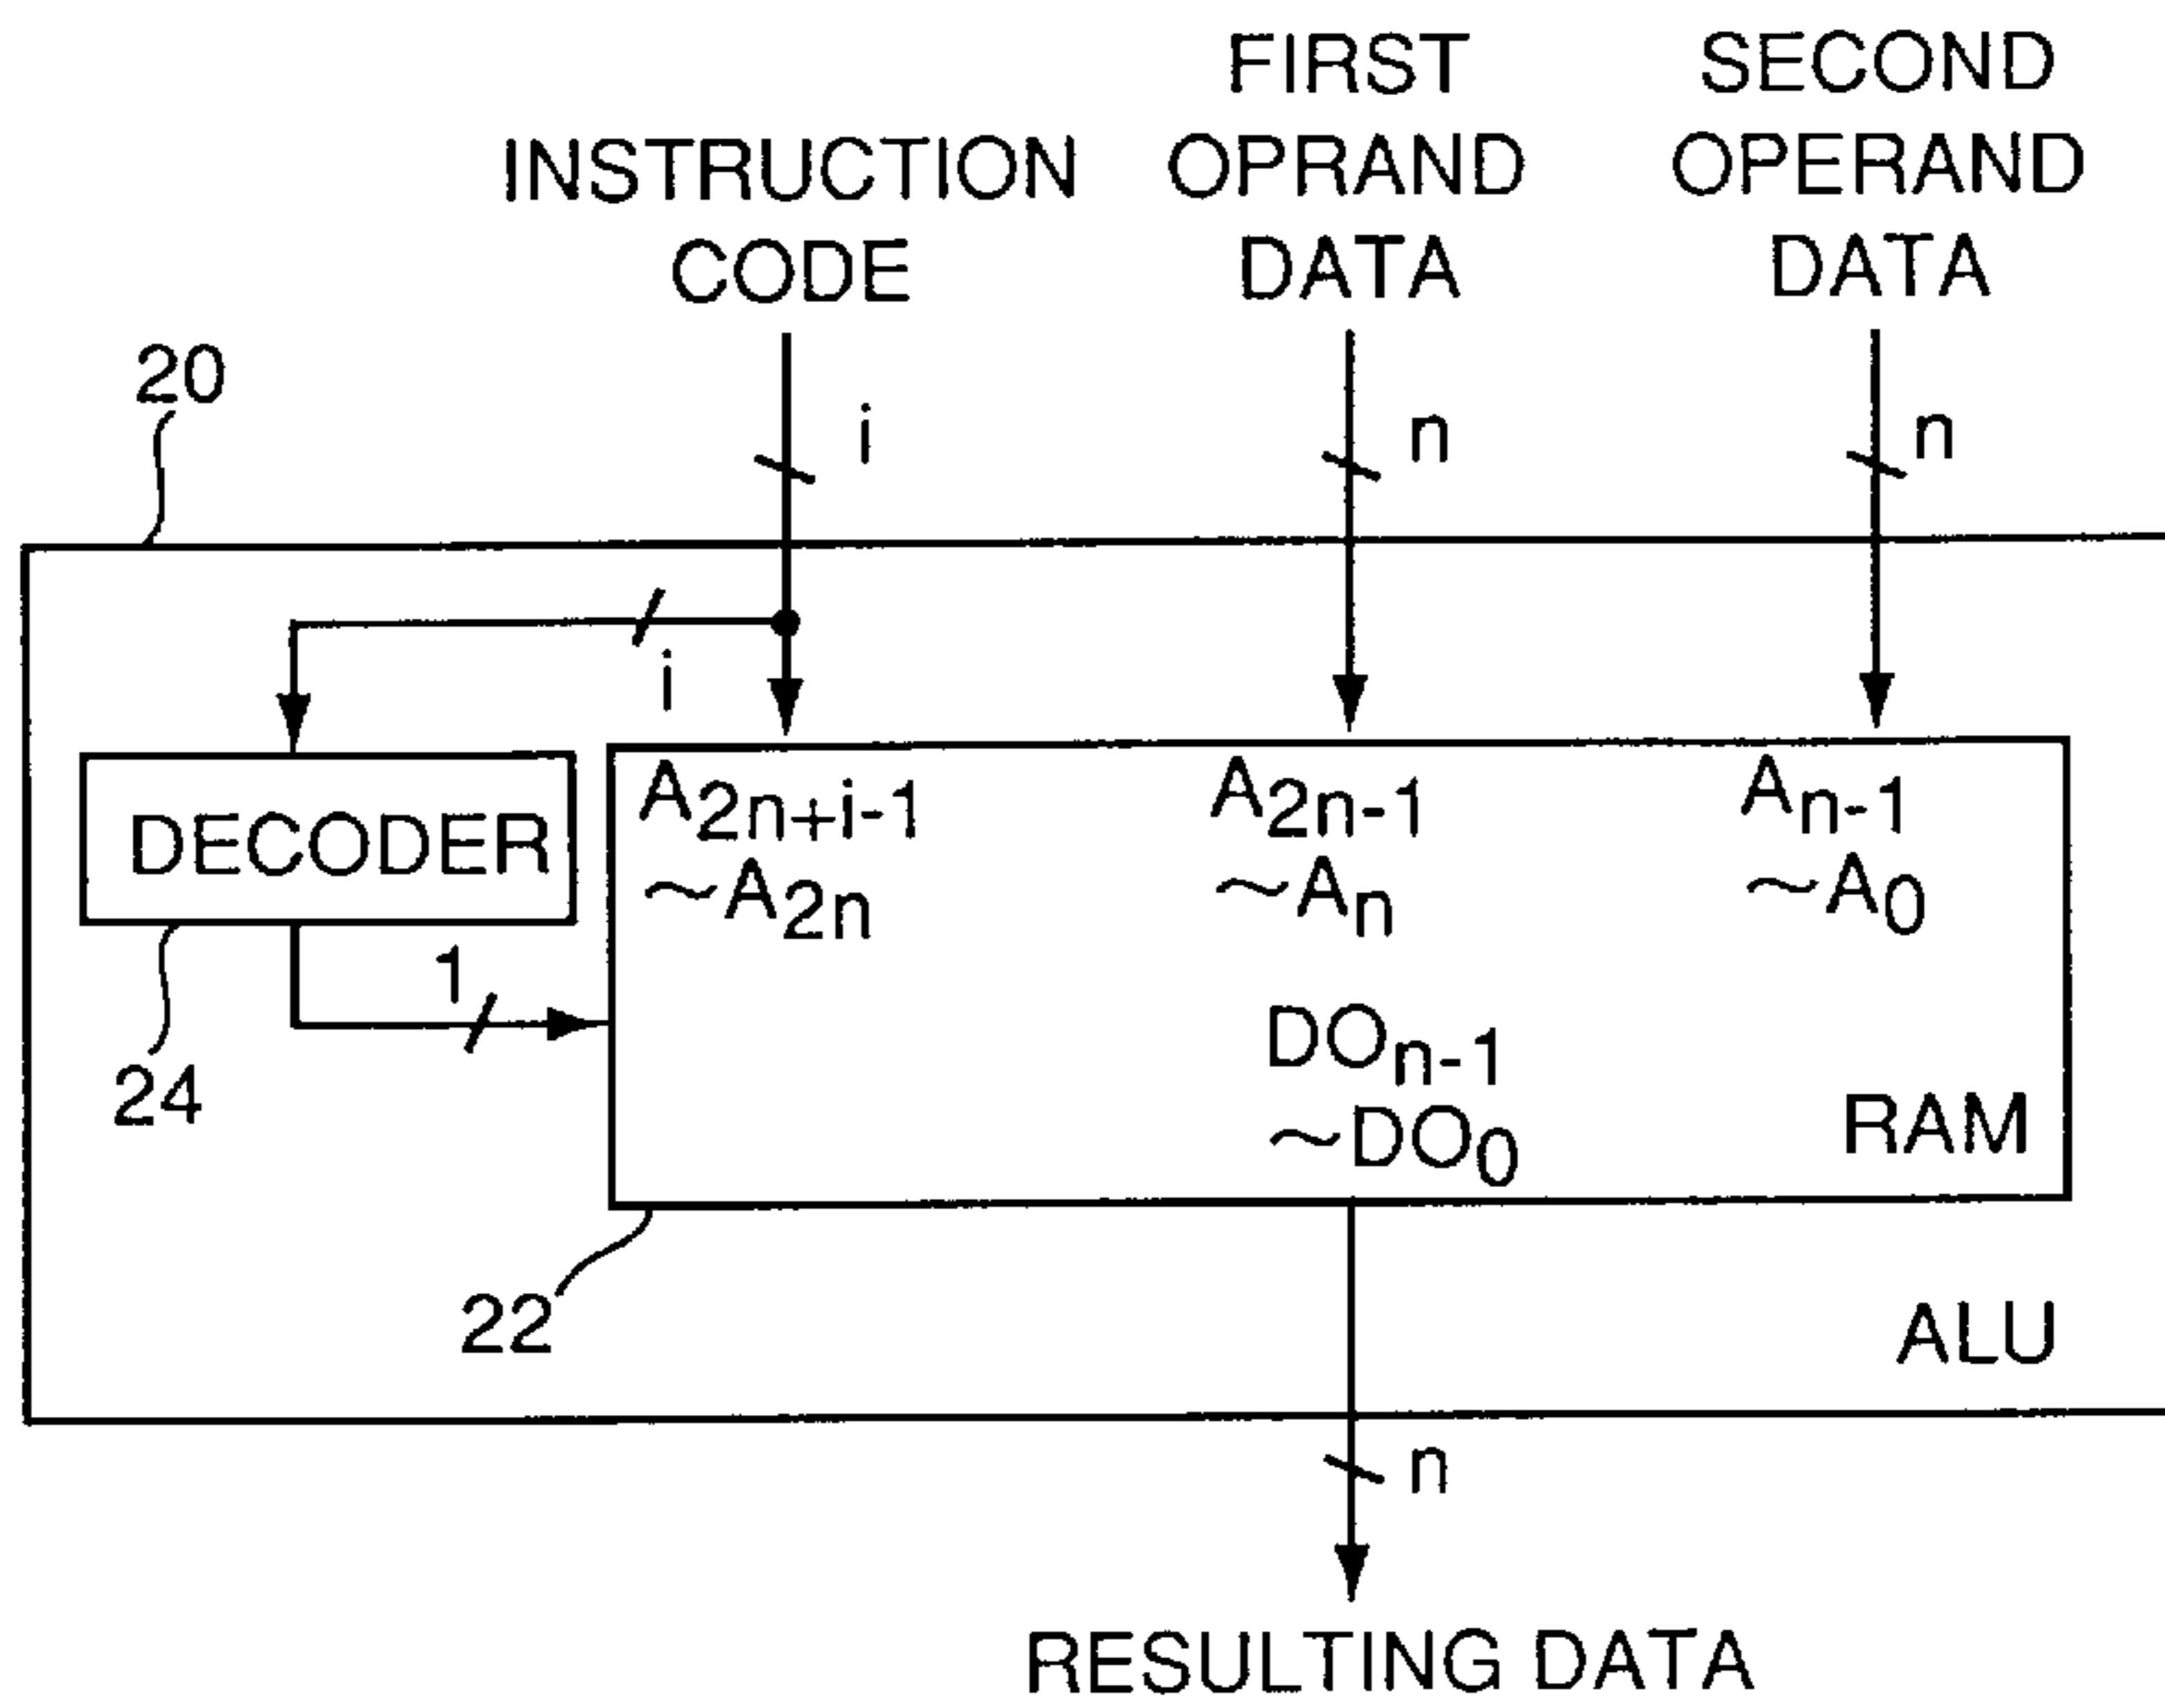 FIRST
OPRAND
DATA
SECOND
OPERAND
DATA
INSTRUCTION
CODE
20
i
n
n
i
DECODER
A2n+i-1
~A2n
A2n-1
~An
An-1
~A0
1
24
DOn-1
~DO0
RAM
22
ALU
n
RESULTING DATA